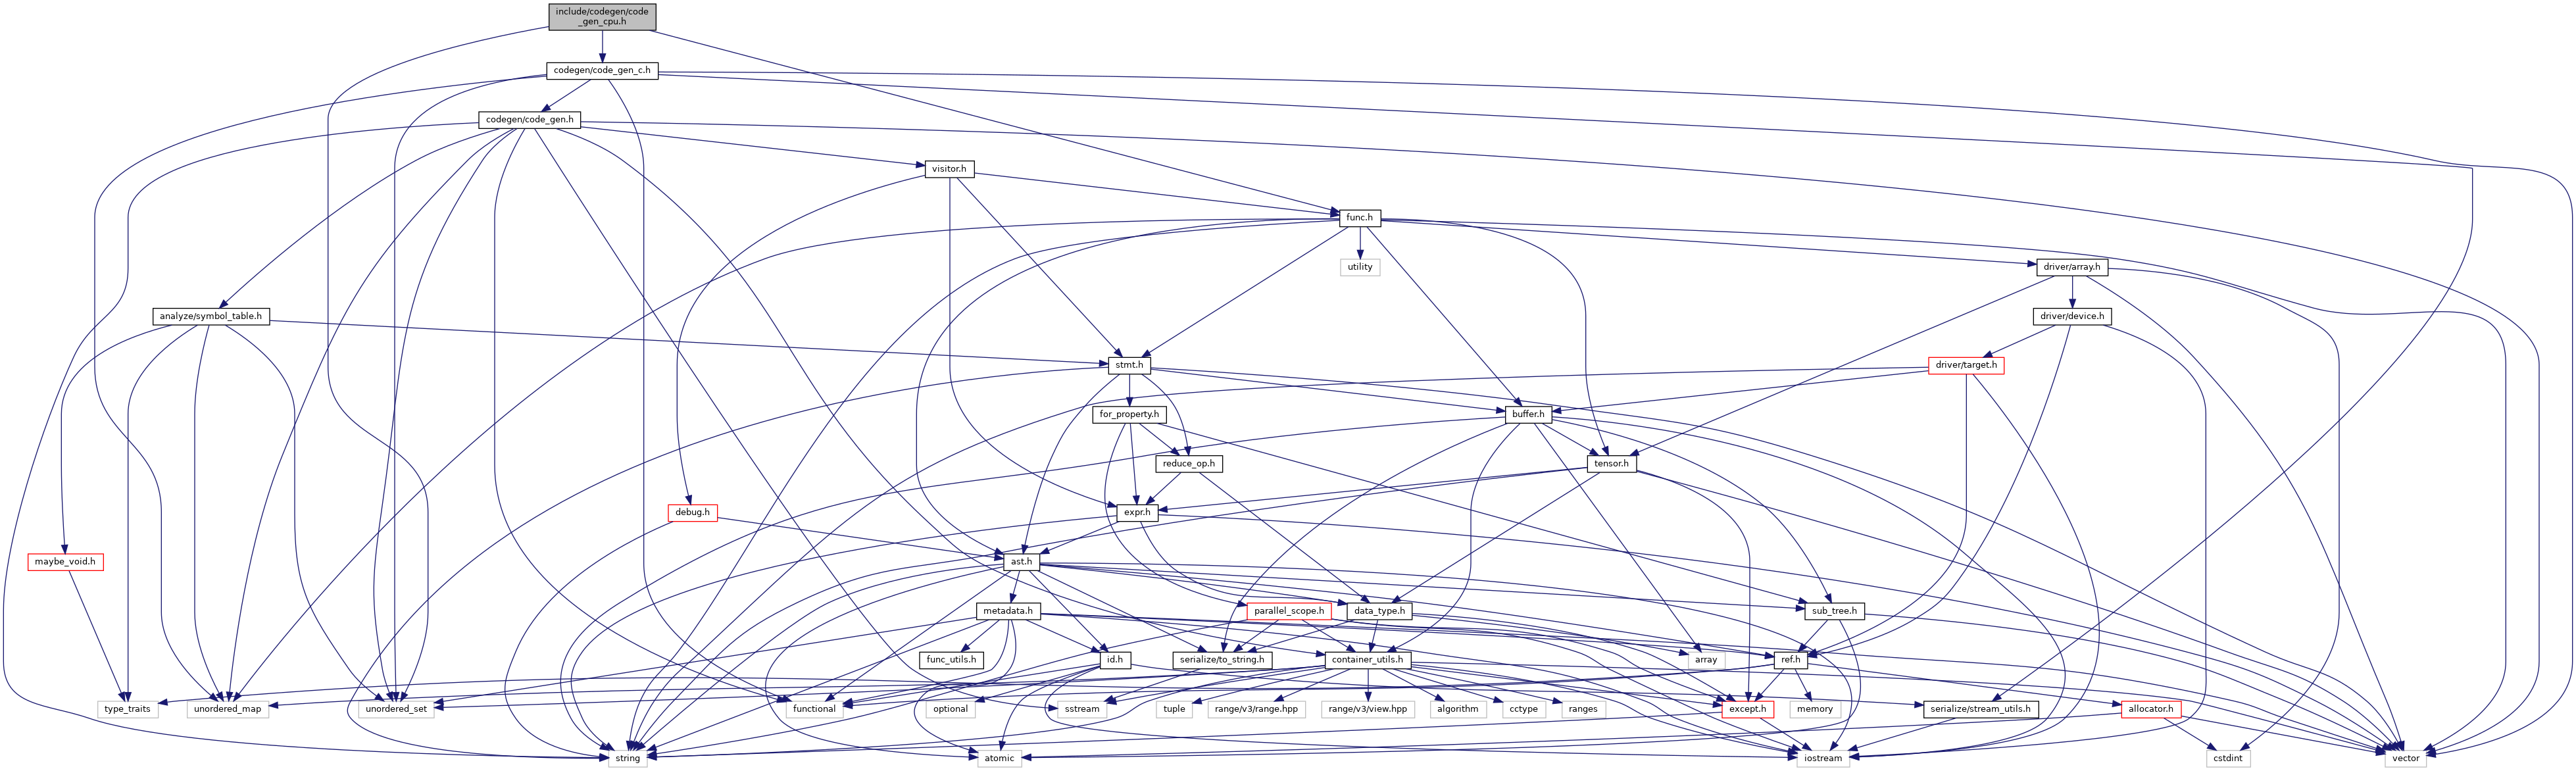 include/codegen/code
_gen_cpu.h
codegen/code_gen_c.h
codegen/code_gen.h
visitor.h
func.h
utility
driver/array.h
analyze/symbol_table.h
driver/device.h
stmt.h
driver/target.h
for_property.h
buffer.h
reduce_op.h
tensor.h
debug.h
expr.h
maybe_void.h
ast.h
metadata.h
parallel_scope.h
data_type.h
sub_tree.h
func_utils.h
id.h
serialize/to_string.h
container_utils.h
array
ref.h
type_traits
unordered_map
unordered_set
functional
optional
sstream
tuple
range/v3/range.hpp
range/v3/view.hpp
algorithm
cctype
ranges
except.h
memory
serialize/stream_utils.h
allocator.h
string
atomic
iostream
cstdint
vector